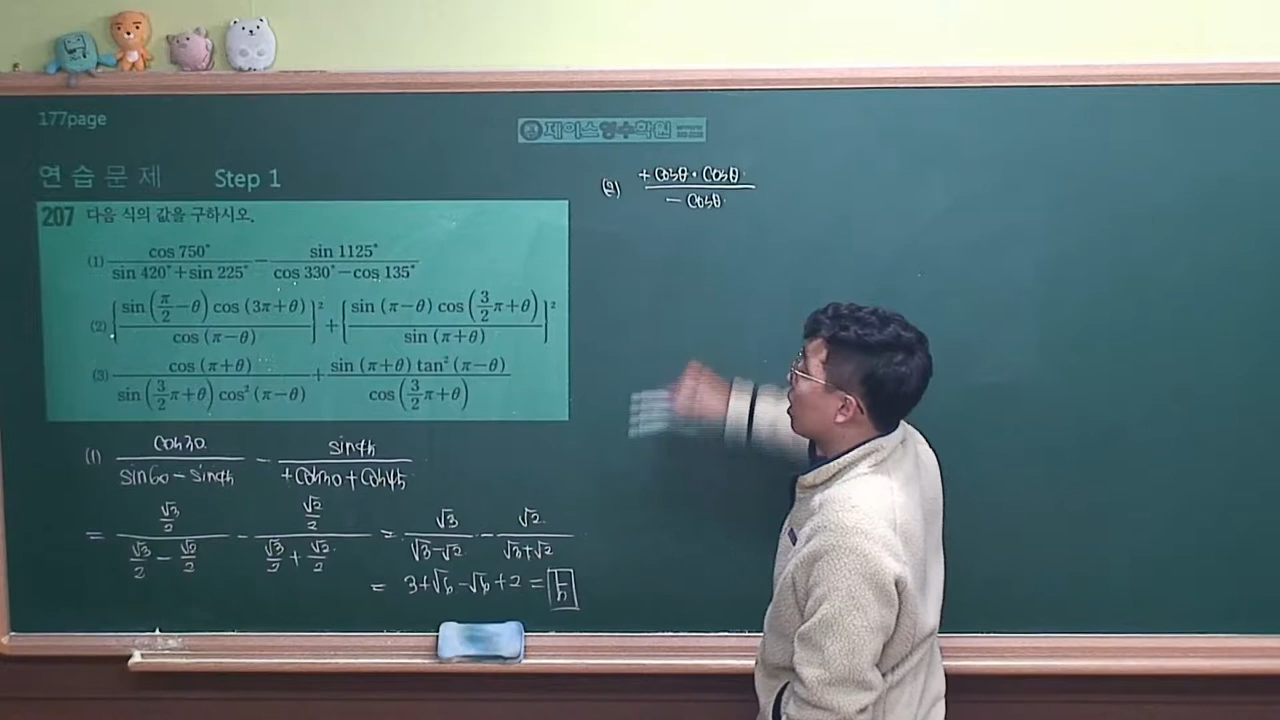 177page
제이스영수학원
연습문제 Step 1
207 다음 식의 값을 구하시오.
(1) cos 750° / (sin 420°+sin 225°) − sin 1125° / (cos 330°−cos 135°)
(2) {sin(π/2−θ)cos(3π+θ) / cos(π−θ)}² + {sin(π−θ)cos(3/2π+θ) / sin(π+θ)}²
(3) cos(π+θ) / (sin(3/2π+θ)cos²(π−θ)) + sin(π+θ)tan²(π−θ) / cos(3/2π+θ)
(1) cos30 / (sin60−sin45) − sin45 / (+cos30+cos45)
= (√3/2) / (√3/2 − √2/2) − (√2/2) / (√3/2 + √2/2) = √3 / (√3−√2) − √2 / (√3+√2)
= 3+√6−√6+2 = 5
(2) +cosθ·cosθ / −cosθ